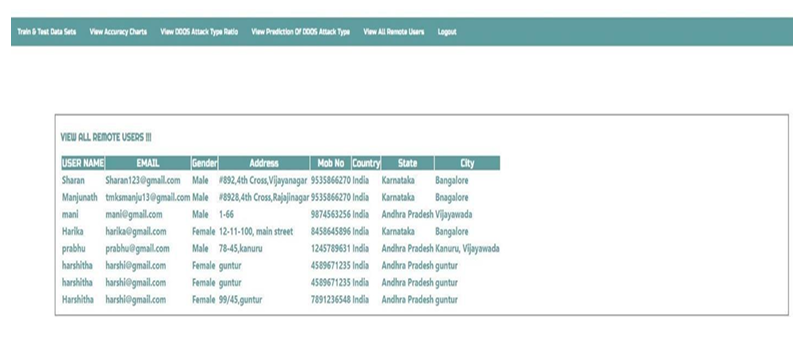 Train & Test Data Sets View Accuracy Charts View DDOS Attack Type Ratio View Prediction Of DDOS Attack Type View All Remote Users Logout
VIEW ALL REMOTE USERS !!!
USER NAME EMAIL Gender Address Mob No Country State City
Sharan Sharan123@gmail.com Male #892,4th Cross,Vijayanagar 9535866270 India Karnataka Bangalore
Manjunath tmksmanju13@gmail.com Male #8928,4th Cross,Rajajinagar 9535866270 India Karnataka Bnagalore
mani mani@gmail.com Male 1-66 9874563256 India Andhra Pradesh Vijayawada
Harika harika@gmail.com Female 12-11-100, main street 8458645896 India Karnataka Bangalore
prabhu prabhu@gmail.com Male 78-45,kanuru 1245789631 India Andhra Pradesh Kanuru, Vijayawada
harshitha harshi@gmail.com Female guntur 4589671235 India Andhra Pradesh guntur
harshitha harshi@gmail.com Female guntur 4589671235 India Andhra Pradesh guntur
Harshitha harshi@gmail.com Female 99/45,guntur 7891236548 India Andhra Pradesh guntur